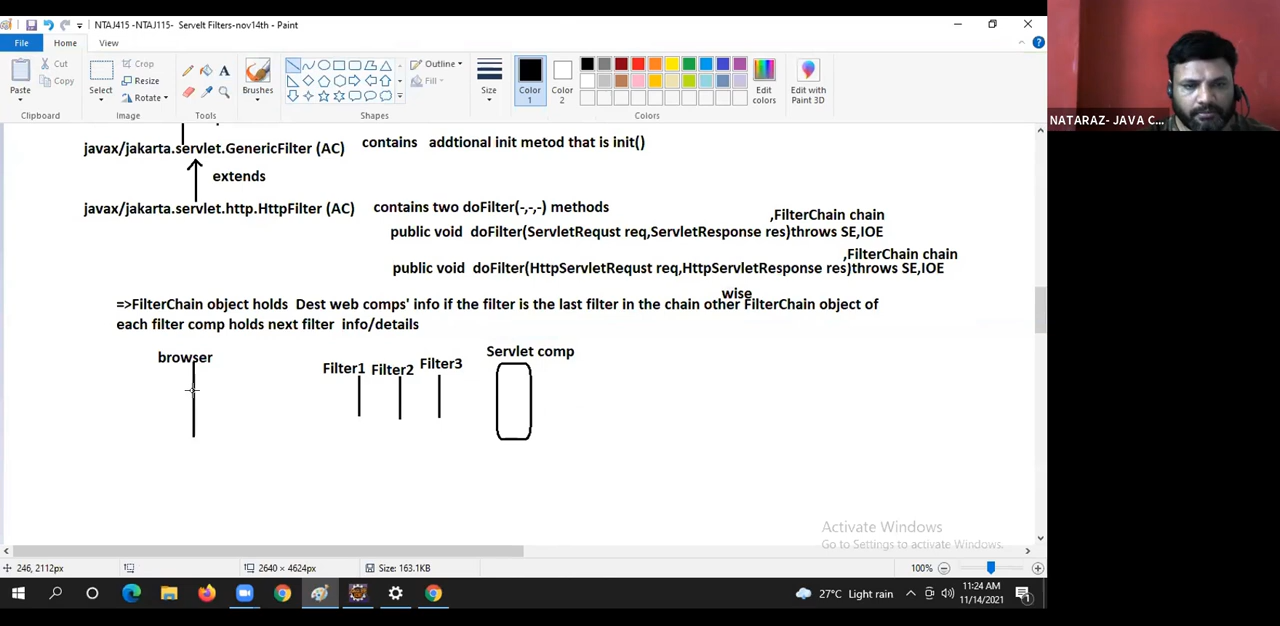 NTAJ415 -NTAJ115- Servelt Filters-nov14th - Paint
File Home View
Paste Cut Copy
Select Crop Resize Rotate
Brushes
Outline Fill
Size
Color 1
Color 2
Edit colors
Edit with Paint 3D
Clipboard Image Tools Shapes Colors
NATARAZ- JAVA C...
javax/jakarta.servlet.GenericFilter (AC) contains addtional init metod that is init()
extends
javax/jakarta.servlet.http.HttpFilter (AC) contains two doFilter(-,-,-) methods
,FilterChain chain
public void doFilter(ServletRequst req,ServletResponse res)throws SE,IOE
,FilterChain chain
public void doFilter(HttpServletRequst req,HttpServletResponse res)throws SE,IOE
wise
=>FilterChain object holds Dest web comps' info if the filter is the last filter in the chain other FilterChain object of
each filter comp holds next filter info/details
browser Filter1 Filter2 Filter3 Servlet comp
Activate Windows
Go to Settings to activate Windows.
246, 2112px 2640 × 4624px Size: 163.1KB 100%
27°C Light rain 11:24 AM
11/14/2021
1